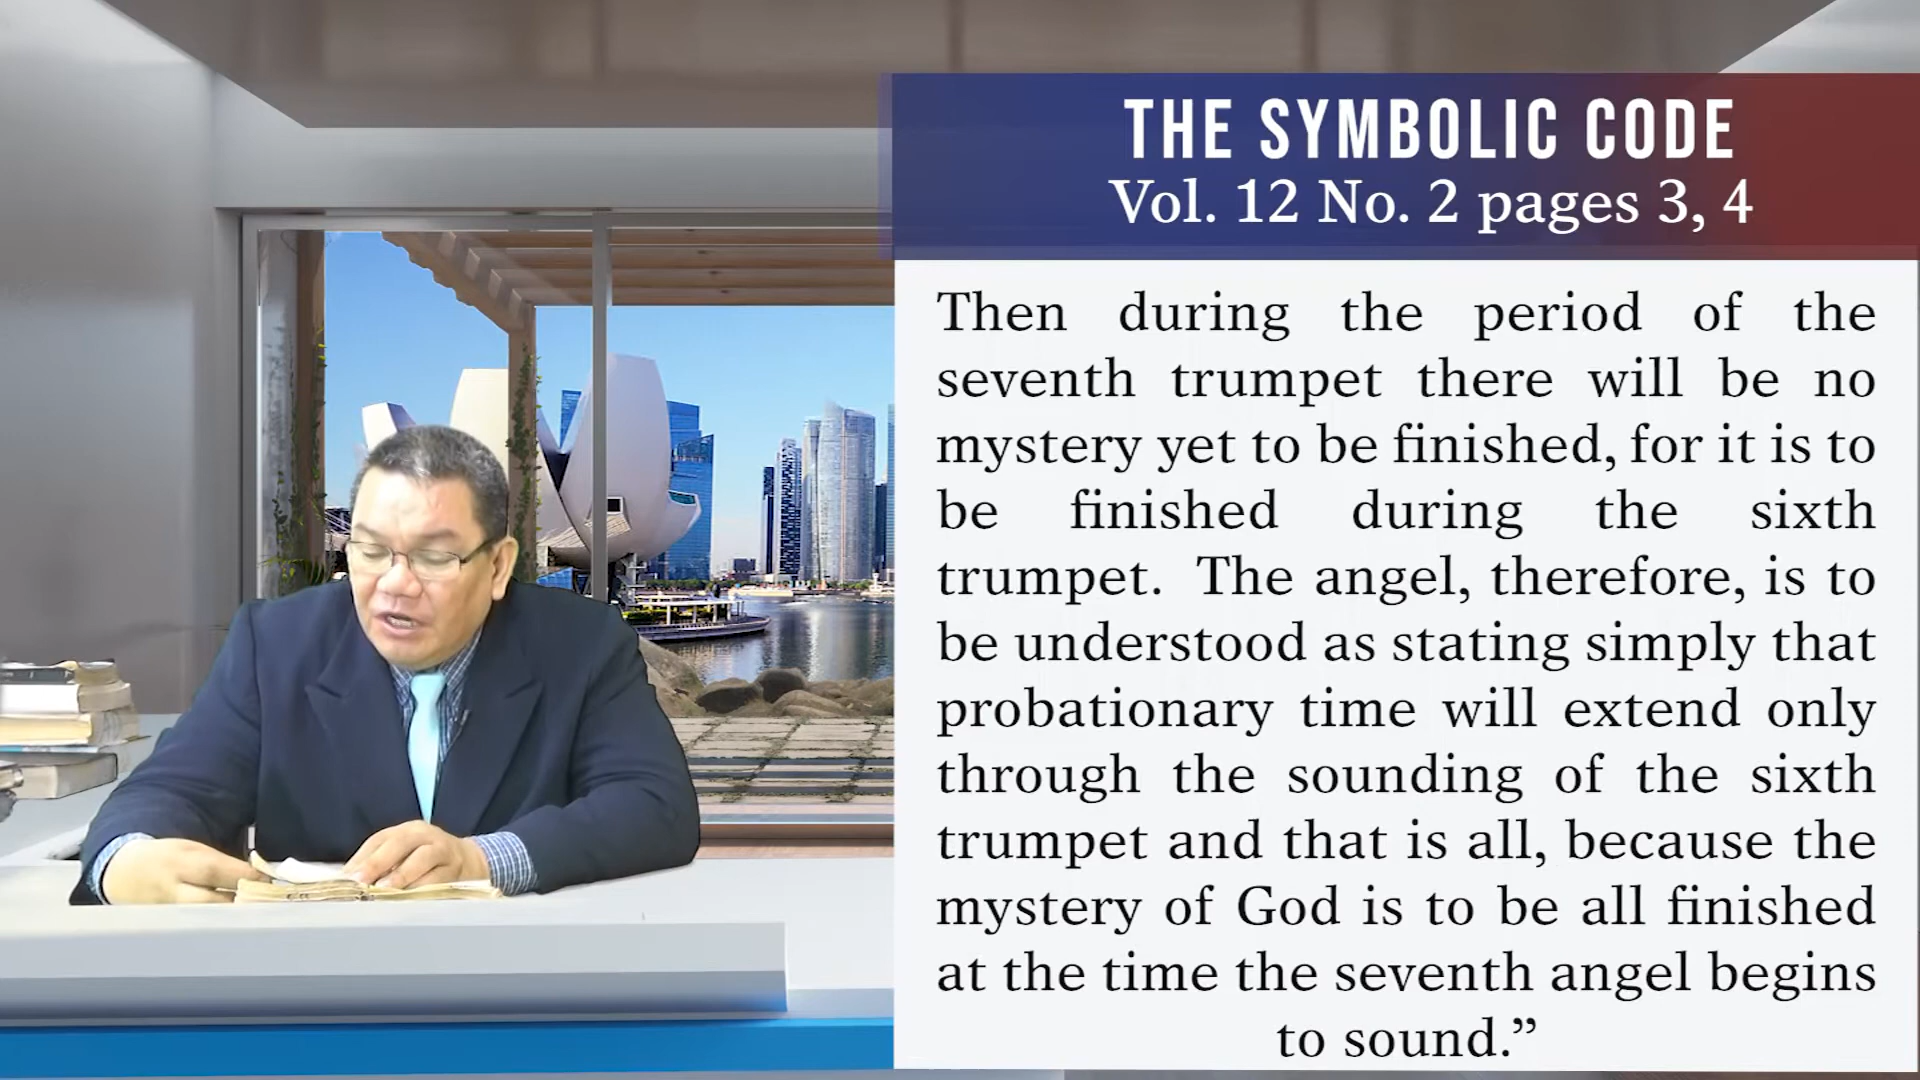 THE SYMBOLIC CODE
Vol. 12 No. 2 pages 3, 4
Then during the period of the
seventh trumpet there will be no
mystery yet to be finished, for it is to
be finished during the sixth
trumpet. The angel, therefore, is to
be understood as stating simply that
probationary time will extend only
through the sounding of the sixth
trumpet and that is all, because the
mystery of God is to be all finished
at the time the seventh angel begins
to sound.”